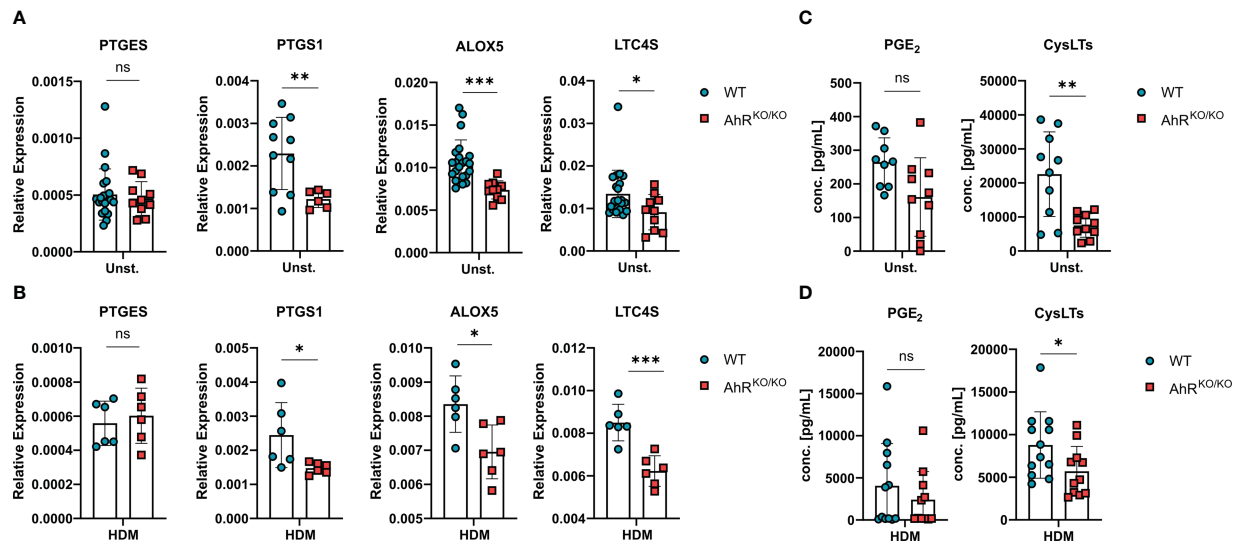 A
PTGES
ns
Relative Expression
0.0015
0.0010
0.0005
0.0000
Unst.
PTGS1
**
Relative Expression
0.004
0.003
0.002
0.001
0.000
Unst.
ALOX5
***
Relative Expression
0.020
0.015
0.010
0.005
0.000
Unst.
LTC4S
*
Relative Expression
0.04
0.03
0.02
0.01
0.00
Unst.
WT
AhRKO/KO
C
PGE2
ns
conc. [pg/mL]
500
400
300
200
100
0
Unst.
CysLTs
**
conc. [pg/mL]
50000
40000
30000
20000
10000
0
Unst.
WT
AhRKO/KO
B
PTGES
ns
Relative Expression
0.0010
0.0008
0.0006
0.0004
0.0002
0.0000
HDM
PTGS1
*
Relative Expression
0.005
0.004
0.003
0.002
0.001
0.000
HDM
ALOX5
*
Relative Expression
0.010
0.009
0.008
0.007
0.006
0.005
HDM
LTC4S
***
Relative Expression
0.012
0.010
0.008
0.006
0.004
HDM
WT
AhRKO/KO
D
PGE2
ns
conc. [pg/mL]
20000
15000
10000
5000
0
HDM
CysLTs
*
conc. [pg/mL]
20000
15000
10000
5000
0
HDM
WT
AhRKO/KO